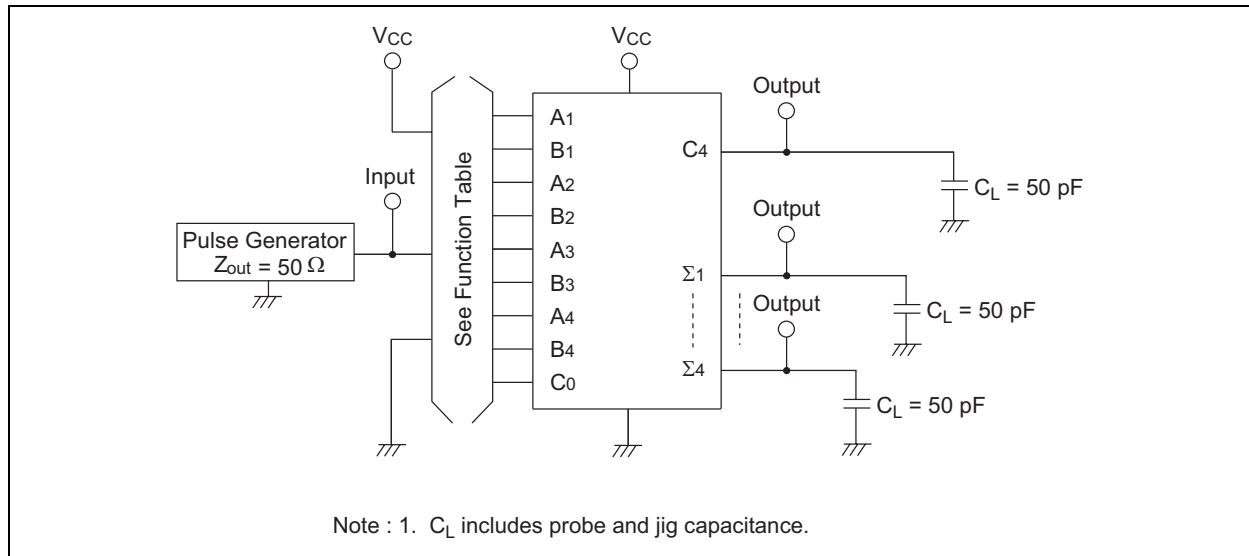 VCC
VCC
Output
Input
Pulse Generator
Zout = 50 Ω
See Function Table
A1
B1
A2
B2
A3
B3
A4
B4
C0
C4
CL = 50 pF
Output
Σ1
CL = 50 pF
Output
Σ4
CL = 50 pF
Note : 1. CL includes probe and jig capacitance.